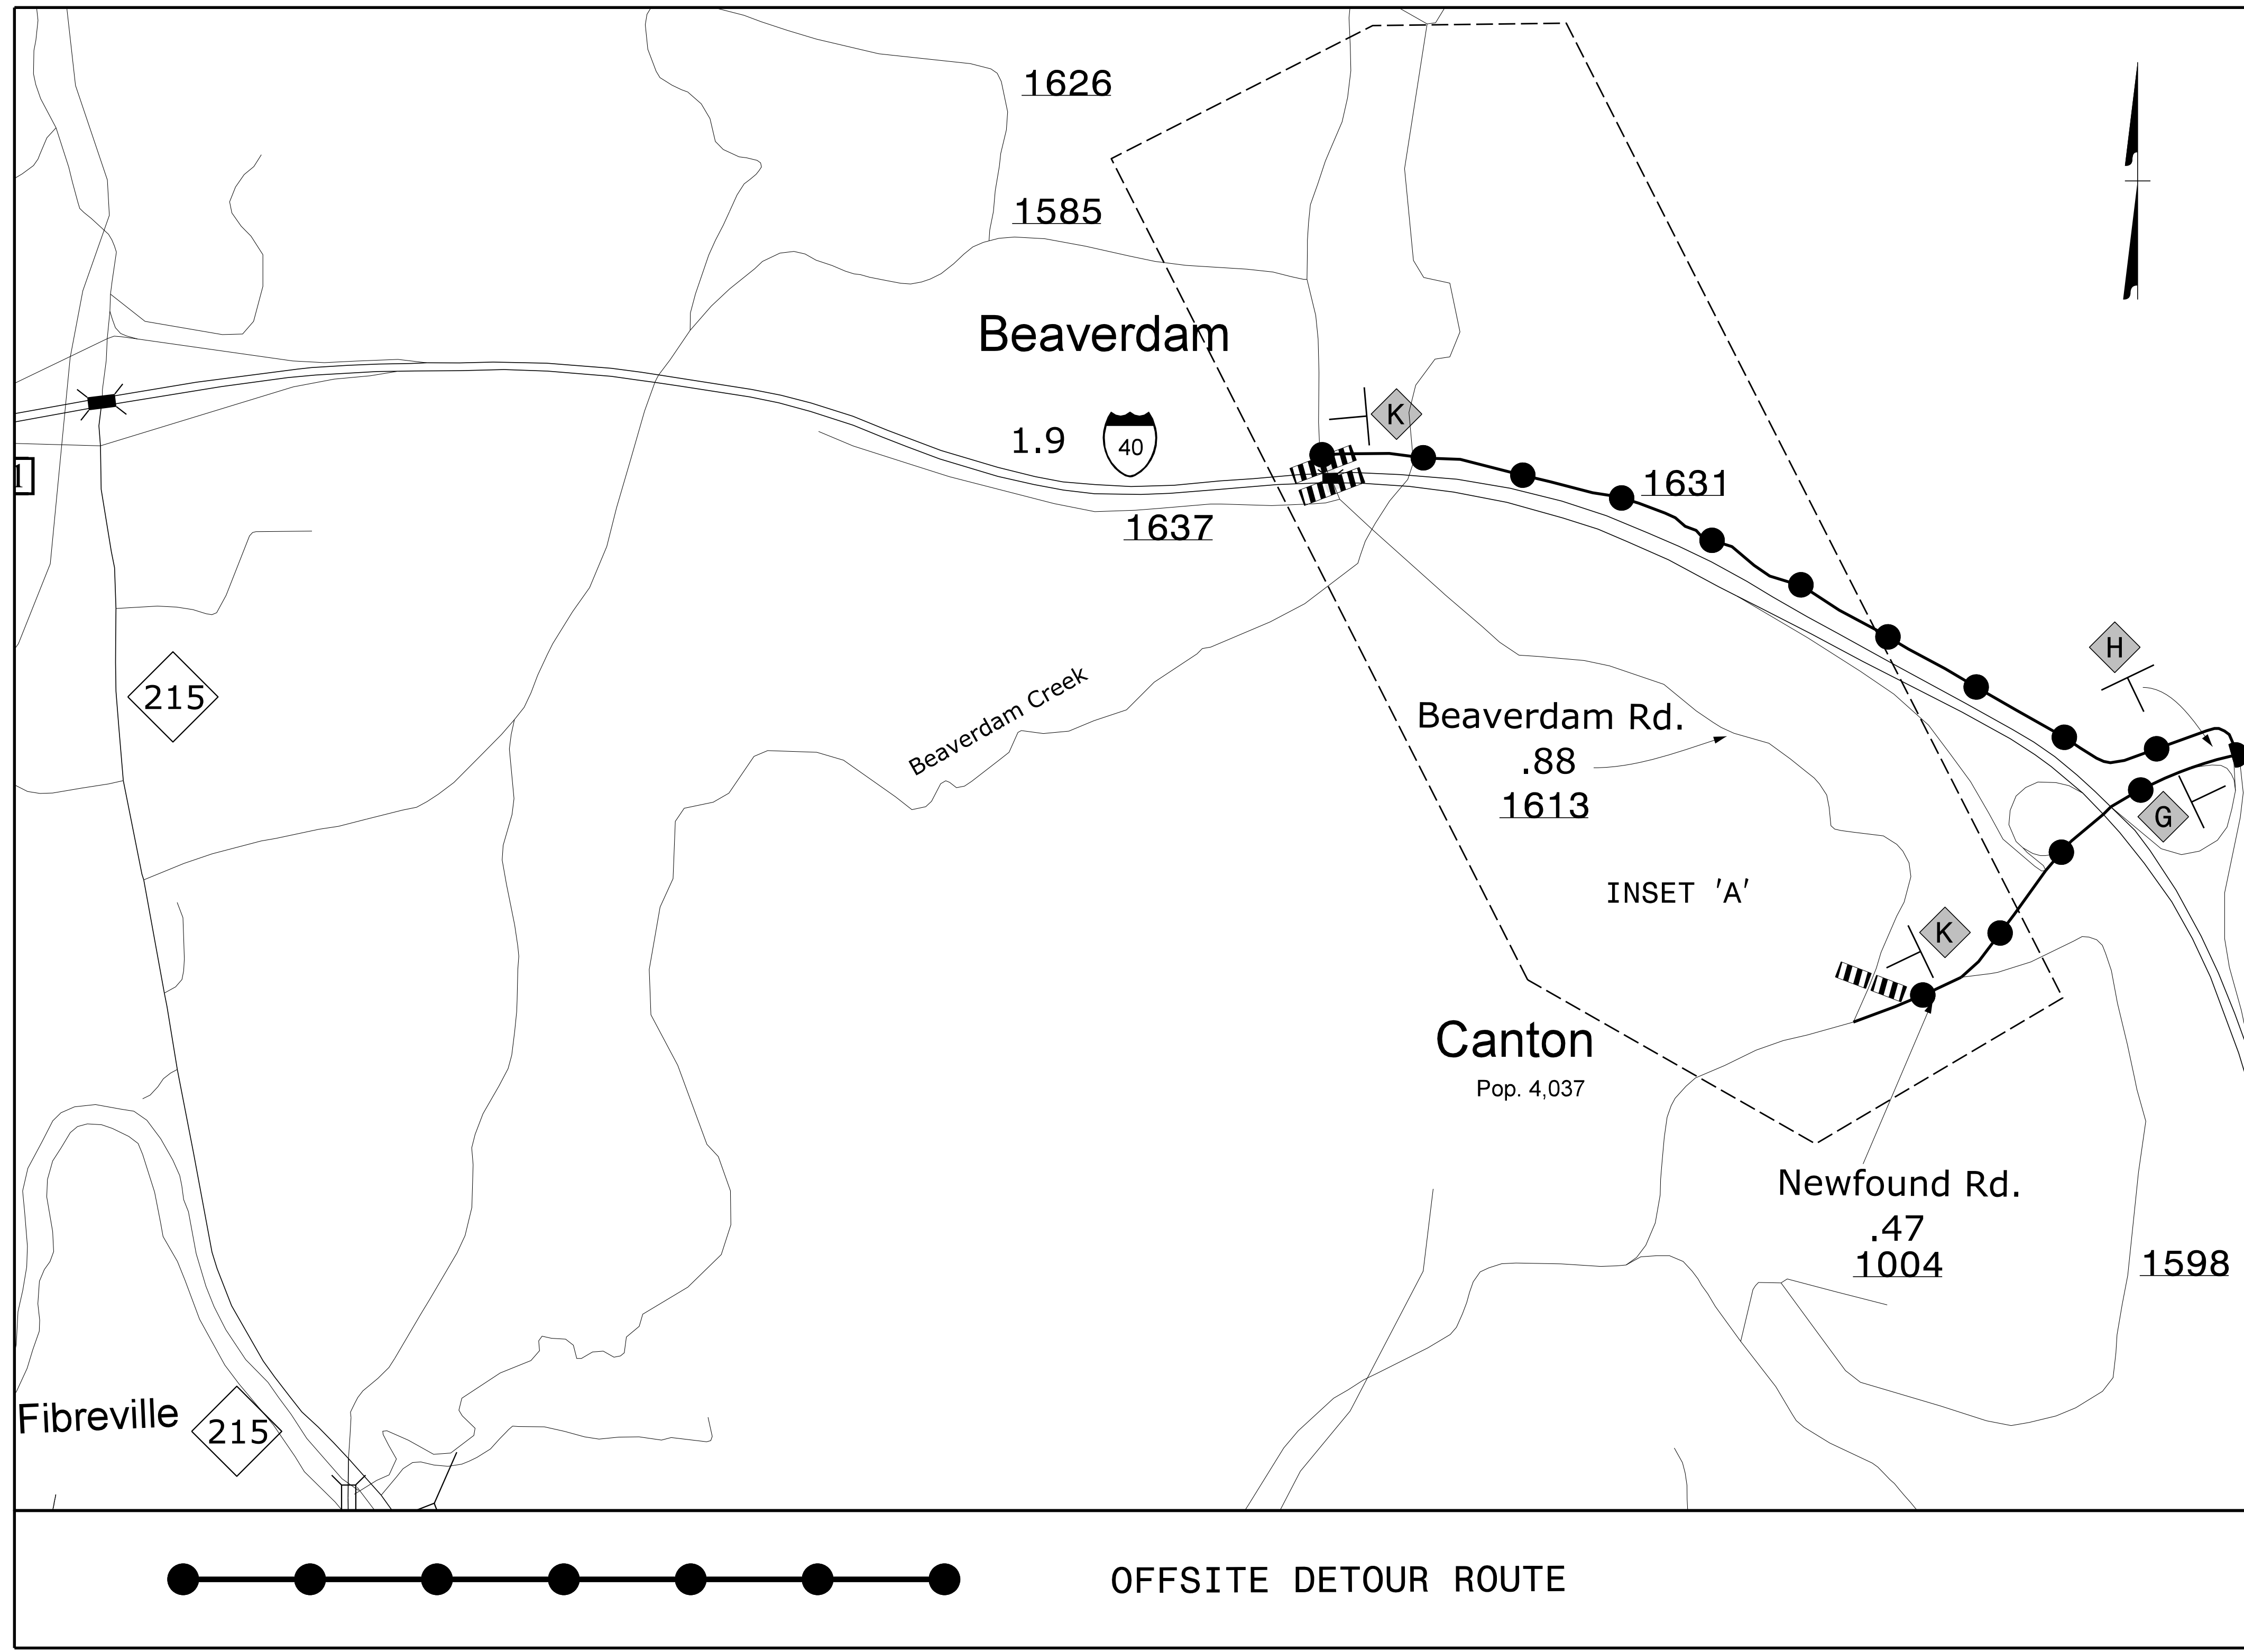 1626
1585
Beaverdam
K
1.9
40
1631
1
1637
H
215
Beaverdam Creek
Beaverdam Rd.
.88
1613
G
INSET 'A'
K
Canton
Pop. 4,037
Newfound Rd.
.47
1004
1598
Fibreville
215
OFFSITE DETOUR ROUTE